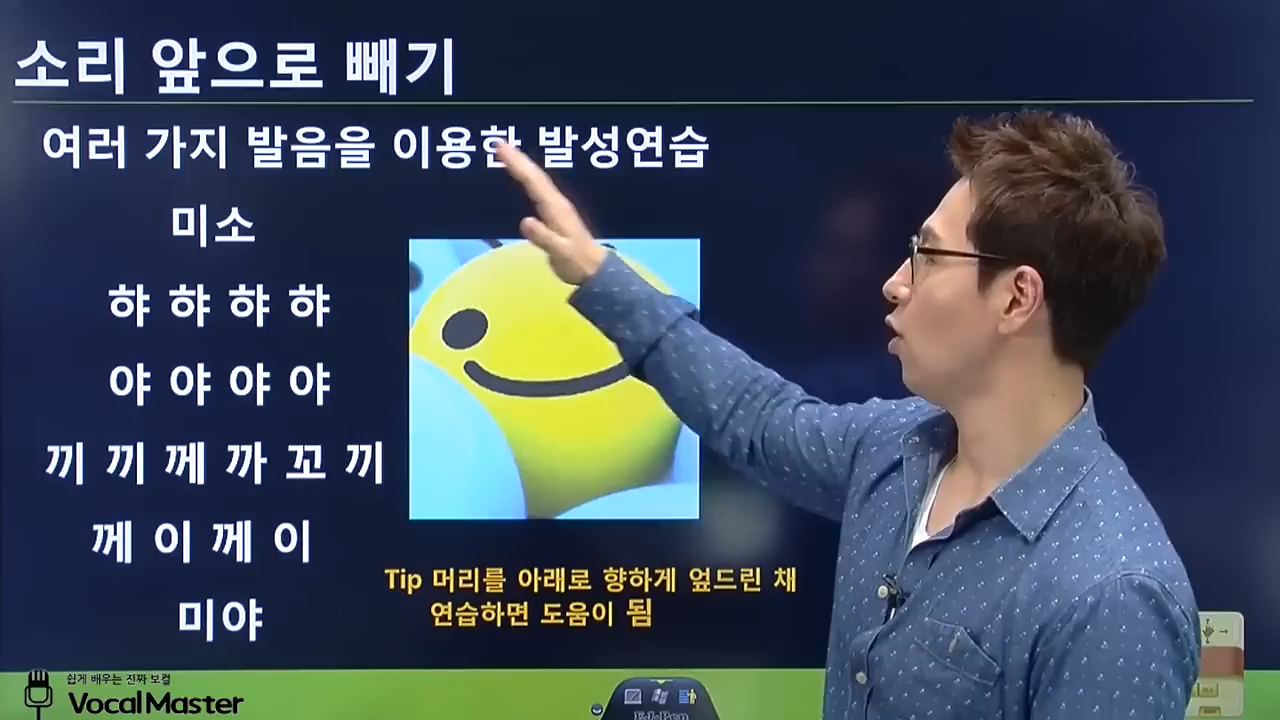 소리 앞으로 빼기
여러 가지 발음을 이용한 발성연습
미소
햐 햐 햐 햐
야 야 야 야
끼 끼 께 까 꼬 끼
께 이 께 이
미야
Tip 머리를 아래로 향하게 엎드린 채
연습하면 도움이 됨
쉽게 배우는 진짜 보컬
VocalMaster